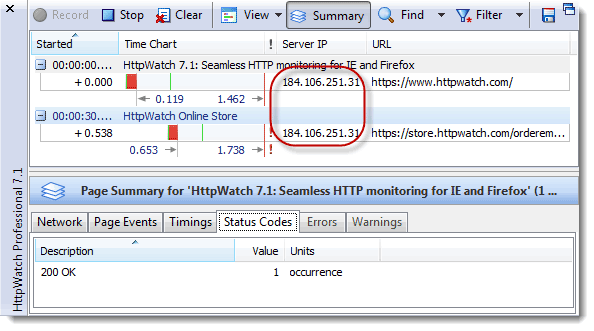 Record Stop Clear View Summary Find Filter
Started Time Chart ! Server IP URL
00:00:00.... HttpWatch 7.1: Seamless HTTP monitoring for IE and Firefox
+ 0.000 184.106.251.31 https://www.httpwatch.com/
0.119 1.462
00:00:30.... HttpWatch Online Store
+ 0.538 ! 184.106.251.31 https://store.httpwatch.com/orderem...
0.653 1.738 !
Page Summary for 'HttpWatch 7.1: Seamless HTTP monitoring for IE and Firefox' (1 ...
Network Page Events Timings Status Codes Errors Warnings
Description Value Units
200 OK 1 occurrence
HttpWatch Professional 7.1